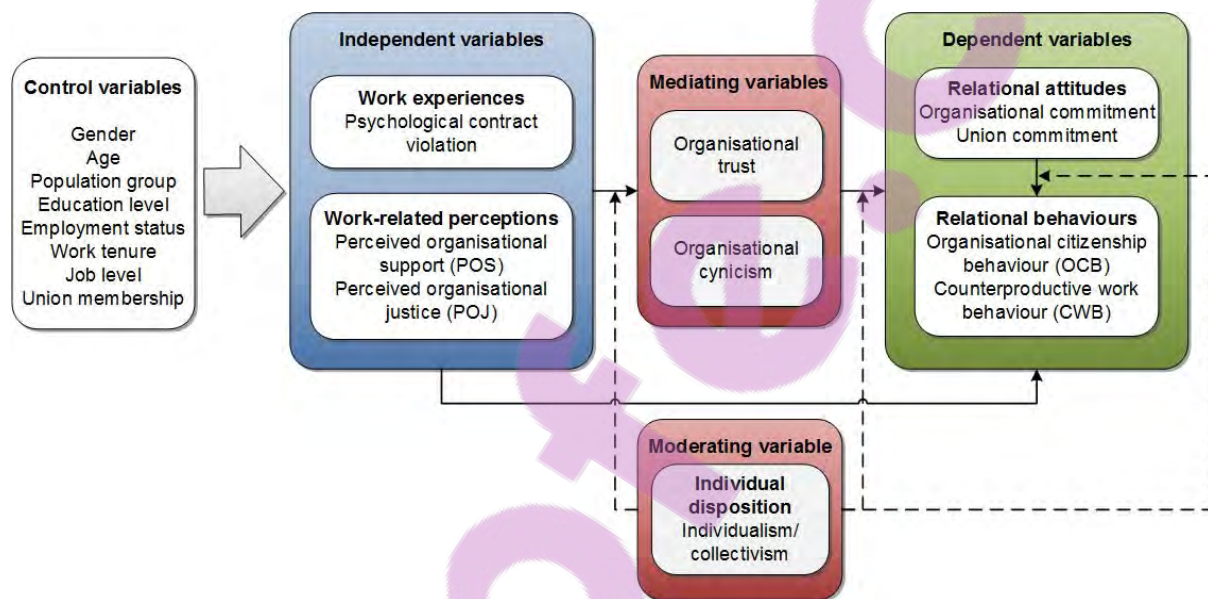 Control variables
Gender
Age
Population group
Education level
Employment status
Work tenure
Job level
Union membership
Independent variables
Work experiences
Psychological contract
violation
Work-related perceptions
Perceived organisational
support (POS)
Perceived organisational
justice (POJ)
Mediating variables
Organisational
trust
Organisational
cynicism
Moderating variable
Individual
disposition
Individualism/
collectivism
Dependent variables
Relational attitudes
Organisational commitment
Union commitment
Relational behaviours
Organisational citizenship
behaviour (OCB)
Counterproductive work
behaviour (CWB)